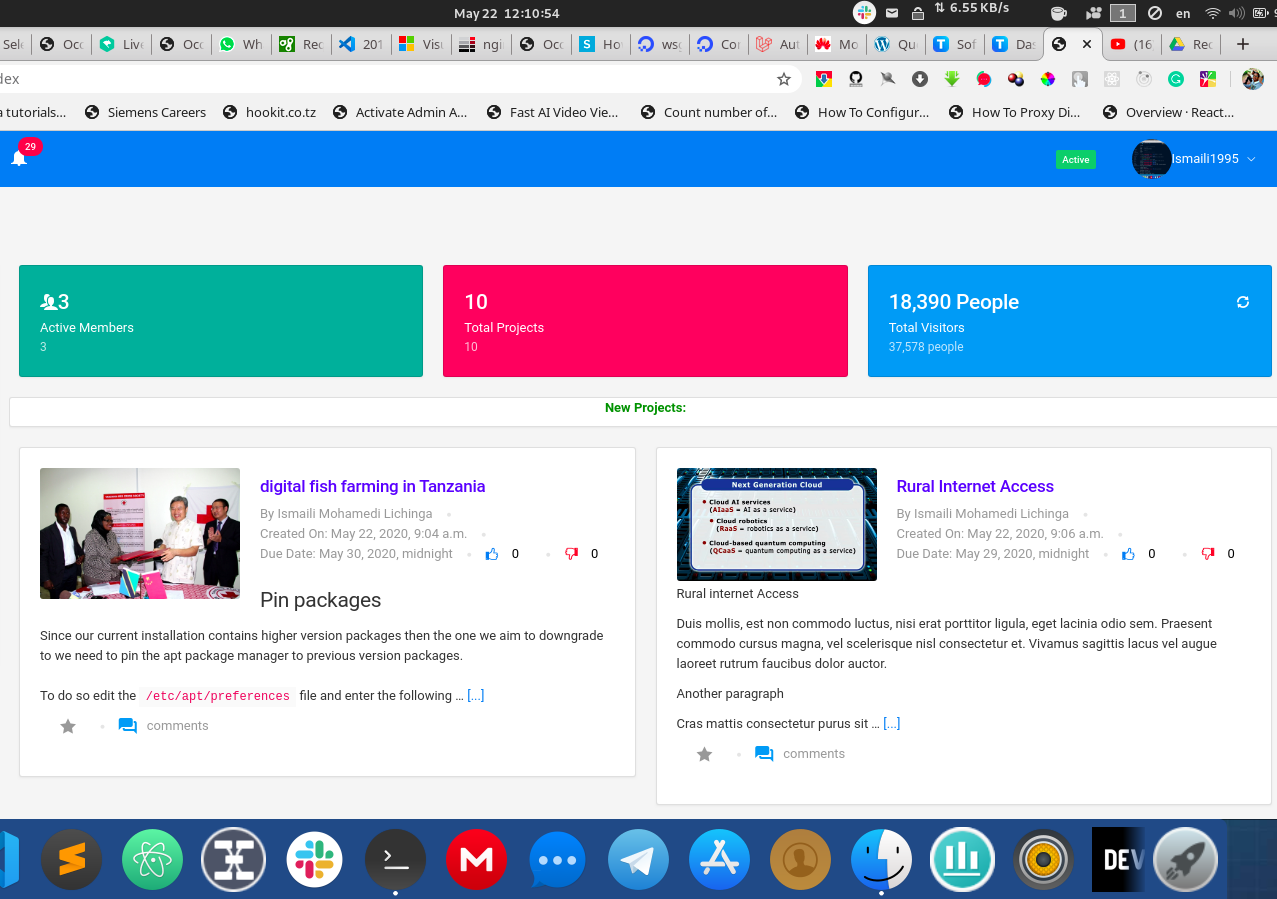 May 22 12:10:54
6.55 KB/s
1
en
Sele
Occ
Live
Occ
Wh
Rec
201
Visu
ngi
Occ
Ho
wsg
Cor
Aut
Mo
Que
Sof
Das
(16
Rec
dex
a tutorials...
Siemens Careers
hookit.co.tz
Activate Admin A...
Fast AI Video Vie...
Count number of...
How To Configur...
How To Proxy Di...
Overview · React...
29
Active
Ismaili1995
3
Active Members
3
10
Total Projects
10
18,390 People
Total Visitors
37,578 people
New Projects:
digital fish farming in Tanzania
By Ismaili Mohamedi Lichinga
Created On: May 22, 2020, 9:04 a.m.
Due Date: May 30, 2020, midnight
0
0
Pin packages
Since our current installation contains higher version packages then the one we aim to downgrade
to we need to pin the apt package manager to previous version packages.
To do so edit the /etc/apt/preferences file and enter the following … [...]
comments
Next Generation Cloud
Cloud AI services
(AIaaS = AI as a service)
Cloud robotics
(RaaS = robotics as a service)
Cloud-based quantum computing
(QCaaS = quantum computing as a service)
Rural Internet Access
By Ismaili Mohamedi Lichinga
Created On: May 22, 2020, 9:06 a.m.
Due Date: May 29, 2020, midnight
0
0
Rural internet Access
Duis mollis, est non commodo luctus, nisi erat porttitor ligula, eget lacinia odio sem. Praesent
commodo cursus magna, vel scelerisque nisl consectetur et. Vivamus sagittis lacus vel augue
laoreet rutrum faucibus dolor auctor.
Another paragraph
Cras mattis consectetur purus sit … [...]
comments
DEV